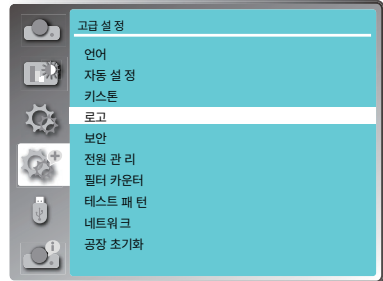 고급 설정
언어
자동 설정
키스톤
로고
보안
전원 관리
필터 카운터
테스트 패턴
네트워크
공장 초기화